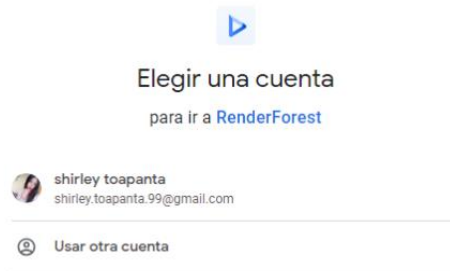 Elegir una cuenta
para ir a RenderForest
shirley toapanta
shirley.toapanta.99@gmail.com
Usar otra cuenta